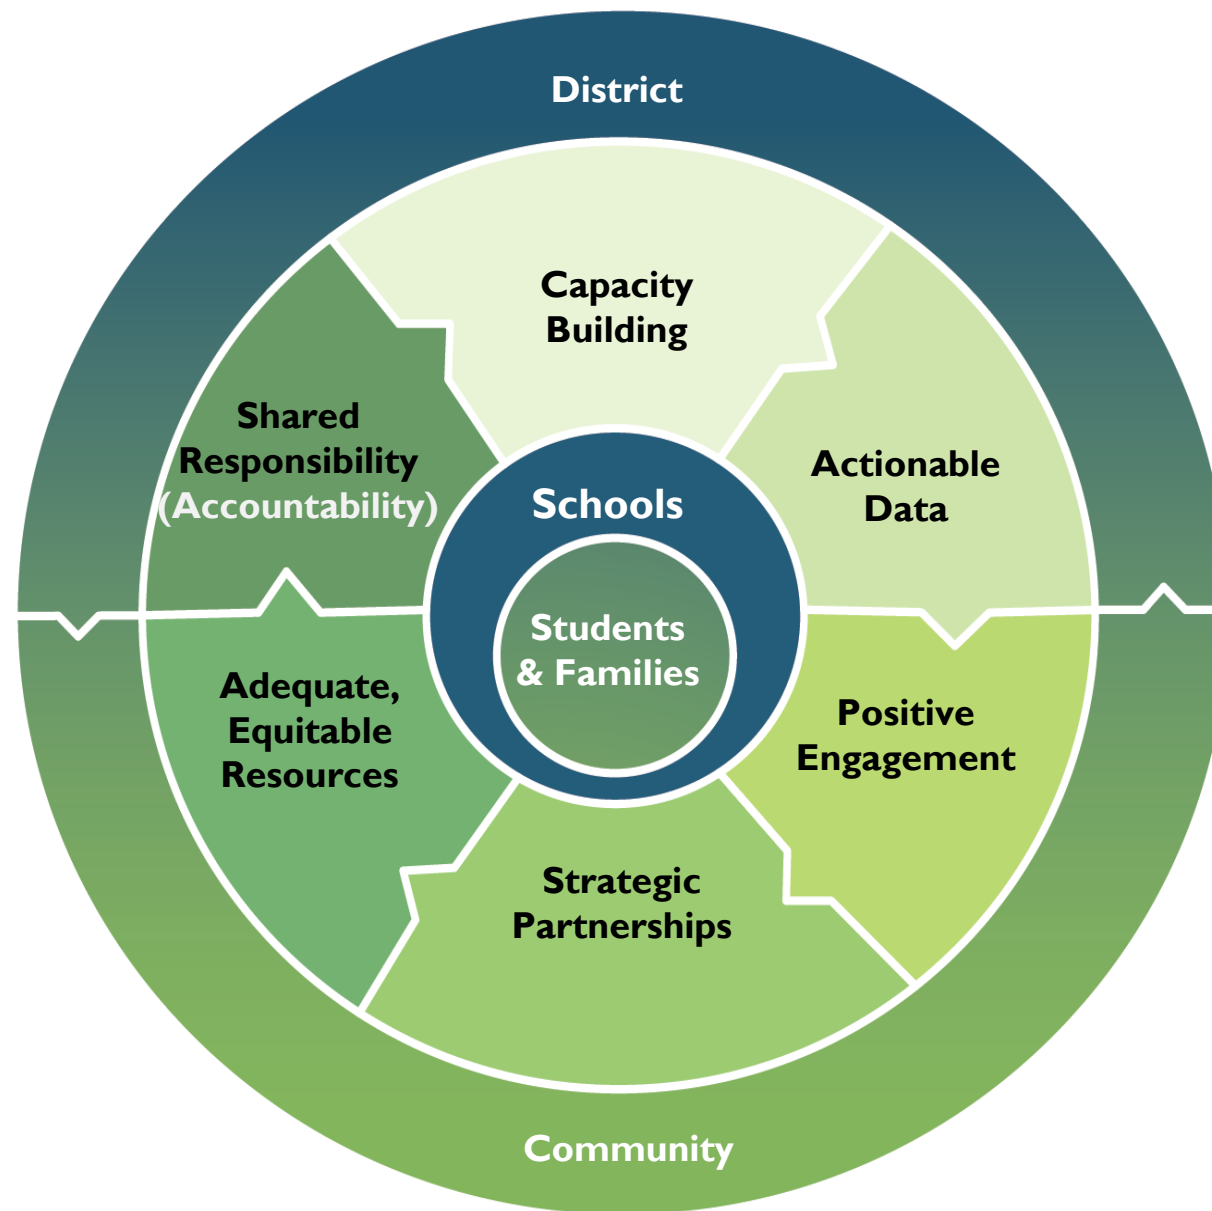 District
Capacity
Building
Shared
Responsibility
(Accountability)
Actionable
Data
Schools
Students
& Families
Adequate,
Equitable
Resources
Positive
Engagement
Strategic
Partnerships
Community